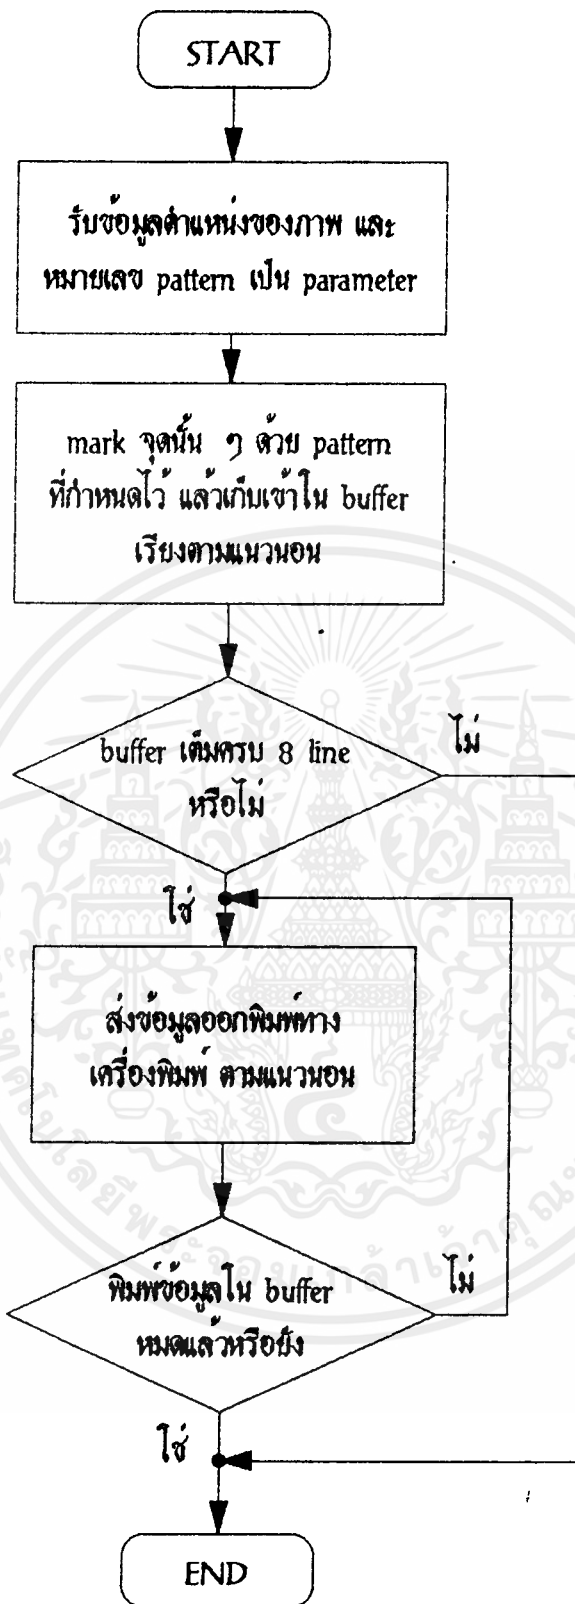 START
รับข้อมูลตำแหน่งของภาพ และ
หมายเลข pattern เป็น parameter
mark จุดนั้น ๆ ด้วย pattern
ที่กำหนดไว้ แล้วเก็บเข้าใน buffer
เรียงตามแนวนอน
buffer เต็มครบ 8 line
หรือไม่
ไม่
ใช่
ส่งข้อมูลออกพิมพ์ทาง
เครื่องพิมพ์ ตามแนวนอน
พิมพ์ข้อมูลใน buffer
หมดแล้วหรือยัง
ไม่
ใช่
END